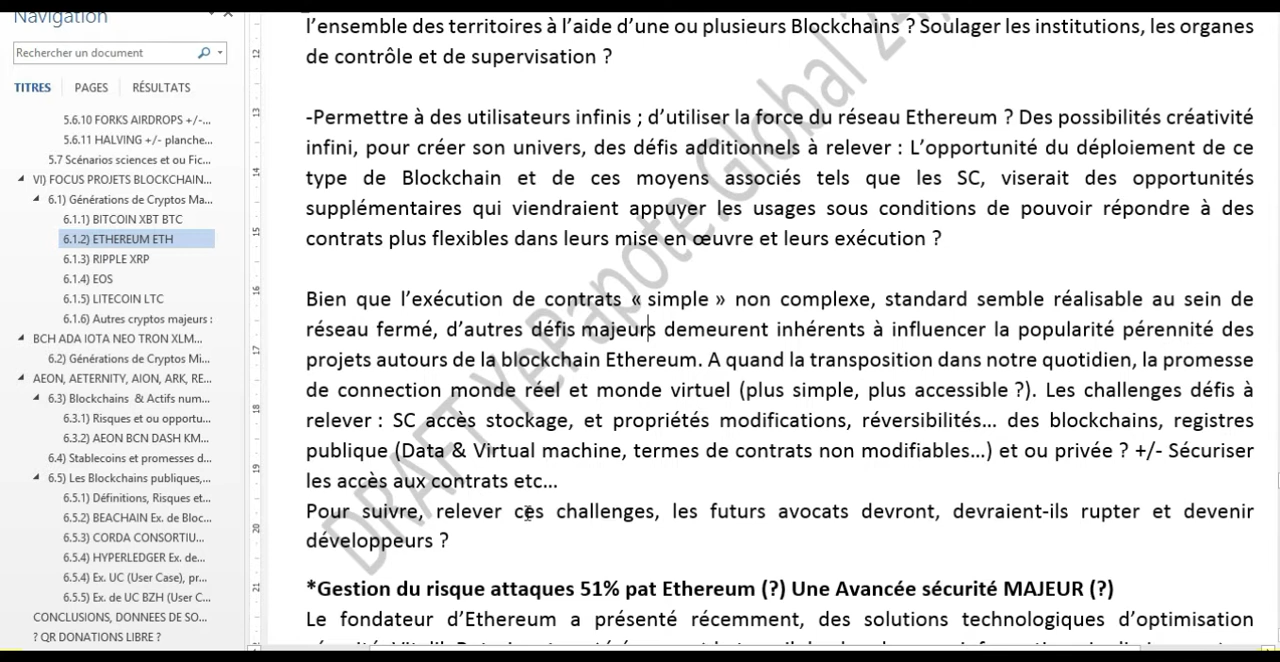 Navigation
Rechercher un document
TITRES PAGES RÉSULTATS
5.6.10 FORKS AIRDROPS +/-...
5.6.11 HALVING +/- planche...
5.7 Scénarios sciences et ou Fic...
VI) FOCUS PROJETS BLOCKCHAIN...
6.1) Générations de Cryptos Ma...
6.1.1) BITCOIN XBT BTC
6.1.2) ETHEREUM ETH
6.1.3) RIPPLE XRP
6.1.4) EOS
6.1.5) LITECOIN LTC
6.1.6) Autres cryptos majeurs :
BCH ADA IOTA NEO TRON XLM...
6.2) Générations de Cryptos Mi...
AEON, AETERNITY, AION, ARK, RE...
6.3) Blockchains & Actifs num...
6.3.1) Risques et ou opportu...
6.3.2) AEON BCN DASH KM...
6.4) Stablecoins et promesses d...
6.5) Les Blockchains publiques,...
6.5.1) Définitions, Risques et...
6.5.2) BEACHAIN Ex. de Bloc...
6.5.3) CORDA CONSORTIU...
6.5.4) HYPERLEDGER Ex. de...
6.5.4) Ex. UC (User Case), pr...
6.5.5) Ex. de UC BZH (User C...
CONCLUSIONS, DONNEES DE SO...
? QR DONATIONS LIBRE ?
12
13
14
15
16
17
18
19
20
21
l'ensemble des territoires à l'aide d'une ou plusieurs Blockchains ? Soulager les institutions, les organes
de contrôle et de supervisation ?
-Permettre à des utilisateurs infinis ; d'utiliser la force du réseau Ethereum ? Des possibilités créativité
infini, pour créer son univers, des défis additionnels à relever : L'opportunité du déploiement de ce
type de Blockchain et de ces moyens associés tels que les SC, viserait des opportunités
supplémentaires qui viendraient appuyer les usages sous conditions de pouvoir répondre à des
contrats plus flexibles dans leurs mise en œuvre et leurs exécution ?
Bien que l'exécution de contrats « simple » non complexe, standard semble réalisable au sein de
réseau fermé, d'autres défis majeurs demeurent inhérents à influencer la popularité pérennité des
projets autours de la blockchain Ethereum. A quand la transposition dans notre quotidien, la promesse
de connection monde réel et monde virtuel (plus simple, plus accessible ?). Les challenges défis à
relever : SC accès stockage, et propriétés modifications, réversibilités... des blockchains, registres
publique (Data & Virtual machine, termes de contrats non modifiables...) et ou privée ? +/- Sécuriser
les accès aux contrats etc...
Pour suivre, relever ces challenges, les futurs avocats devront, devraient-ils rupter et devenir
développeurs ?
*Gestion du risque attaques 51% pat Ethereum (?) Une Avancée sécurité MAJEUR (?)
Le fondateur d'Ethereum a présenté récemment, des solutions technologiques d'optimisation
DRAFT YePapote.Global